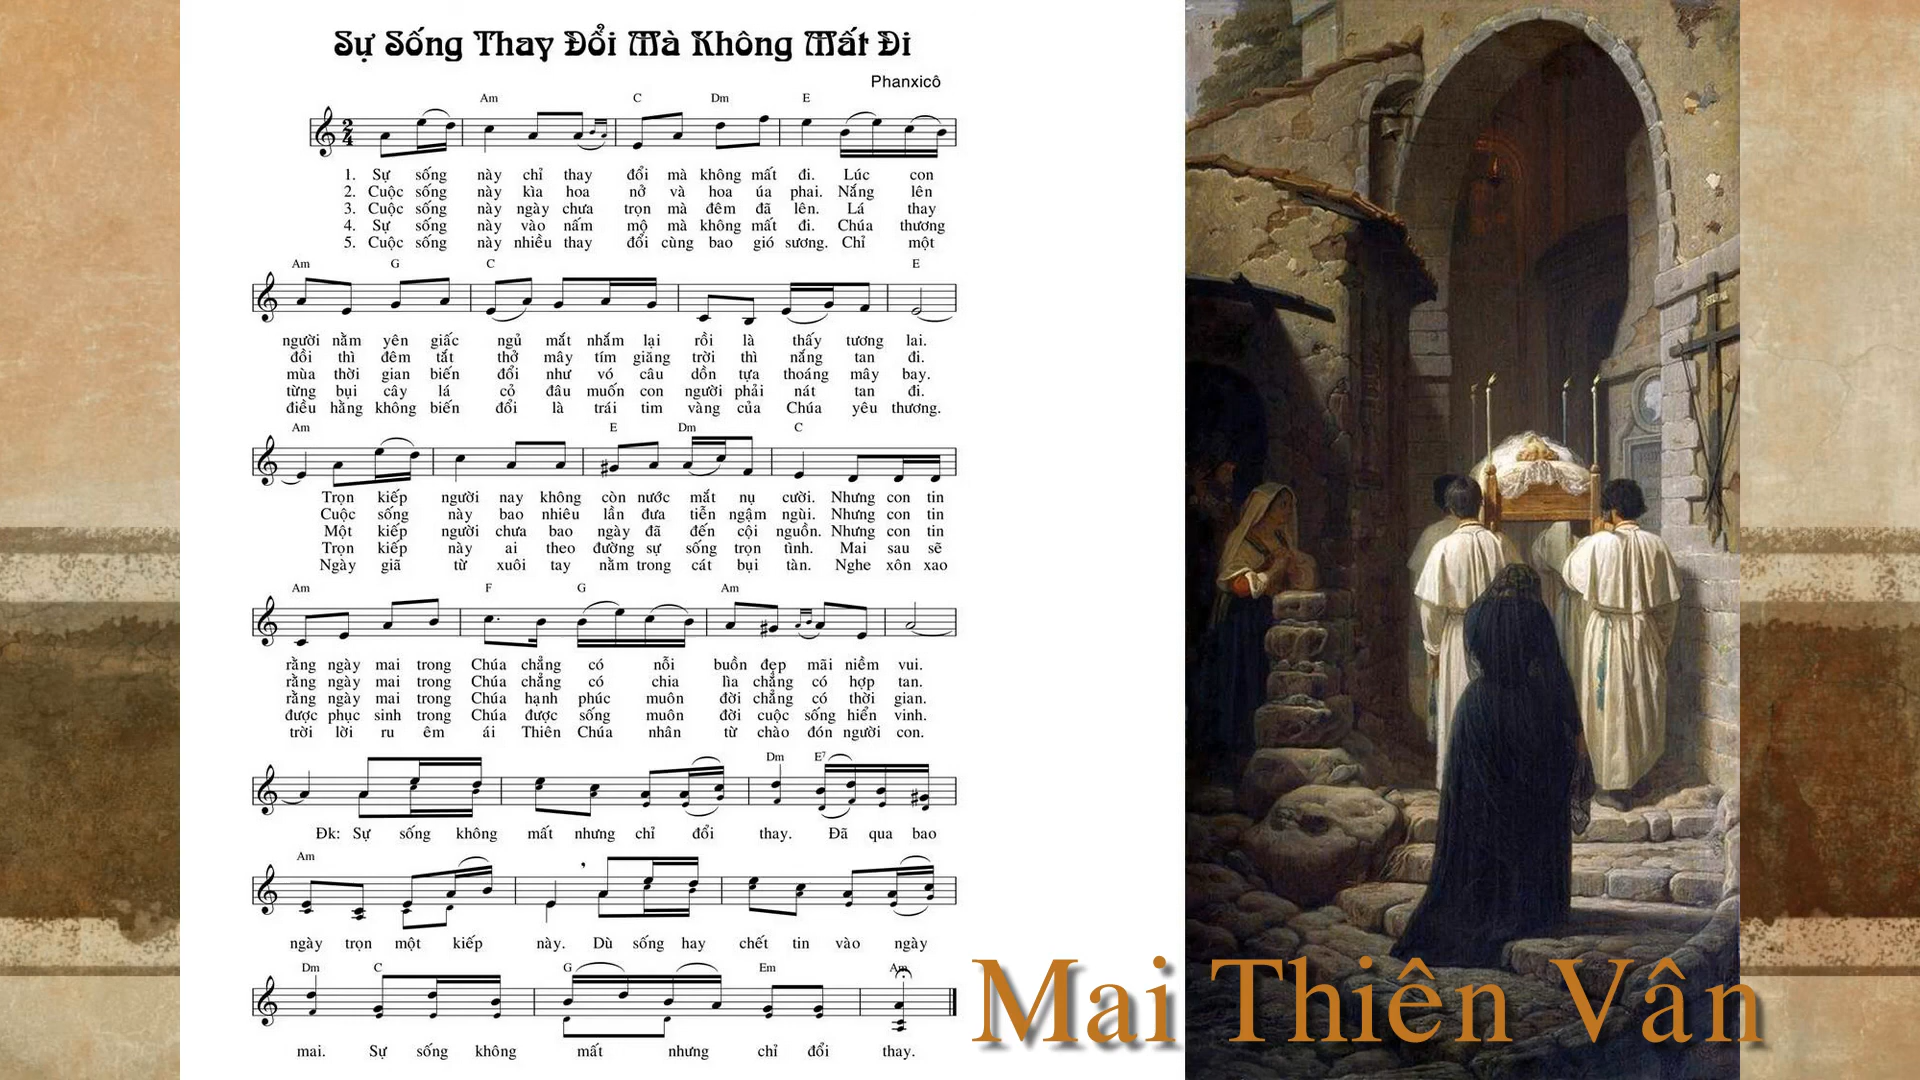 Sự Sống Thay Đổi Mà Không Mất Đi
Phanxicô
Am C Dm E
1. Sự sống này chỉ thay đổi mà không mất đi. Lúc con
2. Cuộc sống này kìa hoa nở và hoa úa phai. Nắng lên
3. Cuộc sống này ngày chưa trọn mà đêm đã lên. Lá thay
4. Sự sống này vào nấm mộ mà không mất đi. Chúa thương
5. Cuộc sống này nhiều thay đổi cùng bao gió sương. Chỉ một
Am G C E
người nằm yên giấc ngủ mắt nhắm lại rồi là thấy tương lai.
đồi thì đêm tắt thở mây tím giăng trời thì nắng tan đi.
mùa thời gian biến đổi như vó câu dồn tựa thoáng mây bay.
từng bụi cây lá cỏ đâu muốn con người phải nát tan đi.
điều hằng không biến đổi là trái tim vàng của Chúa yêu thương.
Am E Dm C
Trọn kiếp người nay không còn nước mắt nụ cười. Nhưng con tin
Cuộc sống này bao nhiêu lần đưa tiễn ngậm ngùi. Nhưng con tin
Một kiếp người chưa bao ngày đã đến cội nguồn. Nhưng con tin
Trọn kiếp này ai theo đường sự sống trọn tình. Mai sau sẽ
Ngày giã từ xuôi tay nằm trong cát bụi tàn. Nghe xôn xao
Am F G Am
rằng ngày mai trong Chúa chẳng có nỗi buồn đẹp mãi niềm vui.
rằng ngày mai trong Chúa chẳng có chia lìa chẳng có hợp tan.
rằng ngày mai trong Chúa hạnh phúc muôn đời chẳng có thời gian.
được phục sinh trong Chúa được sống muôn đời cuộc sống hiển vinh.
trời lời ru êm ái Thiên Chúa nhân từ chào đón người con.
Dm E7
Đk: Sự sống không mất nhưng chỉ đổi thay. Đã qua bao
Am
ngày trọn một kiếp này. Dù sống hay chết tin vào ngày
Dm C G Em Am
mai. Sự sống không mất nhưng chỉ đổi thay.
Mai Thiên Vân